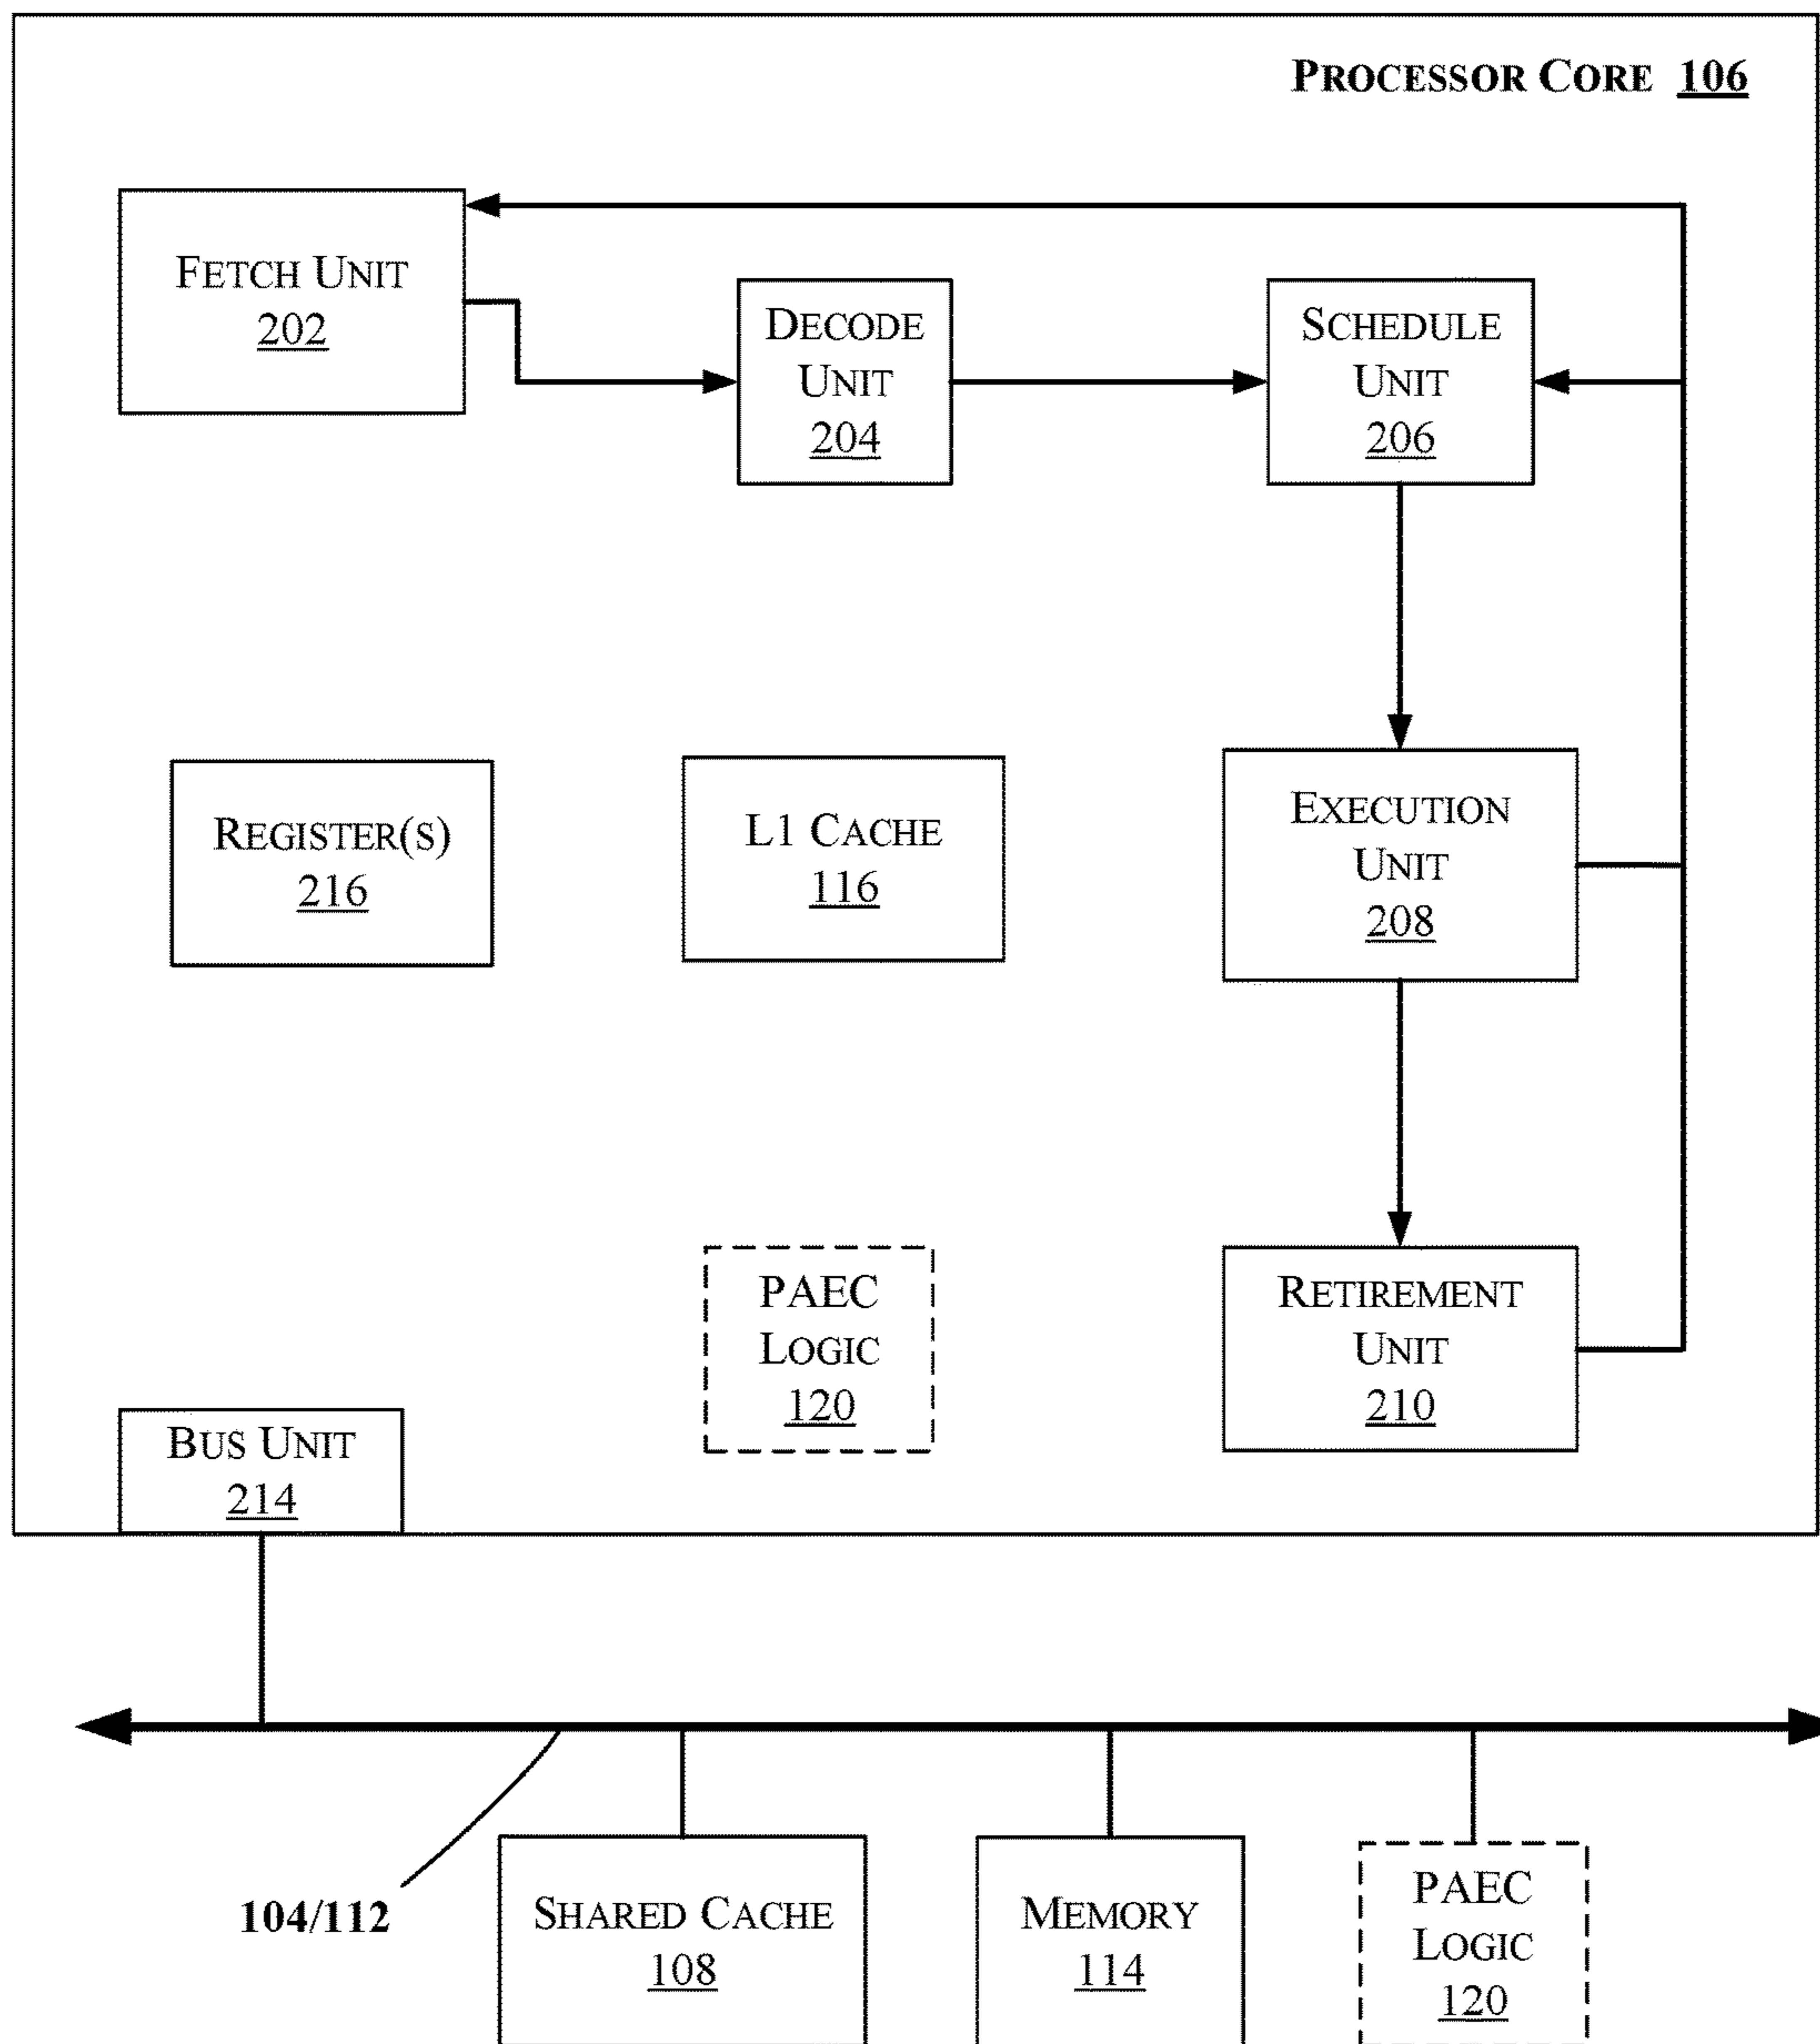 PROCESSOR CORE 106
FETCH UNIT
202
DECODE
UNIT
204
SCHEDULE
UNIT
206
REGISTER(S)
216
L1 CACHE
116
EXECUTION
UNIT
208
PAEC
LOGIC
120
RETIREMENT
UNIT
210
BUS UNIT
214
104/112
SHARED CACHE
108
MEMORY
114
PAEC
LOGIC
120